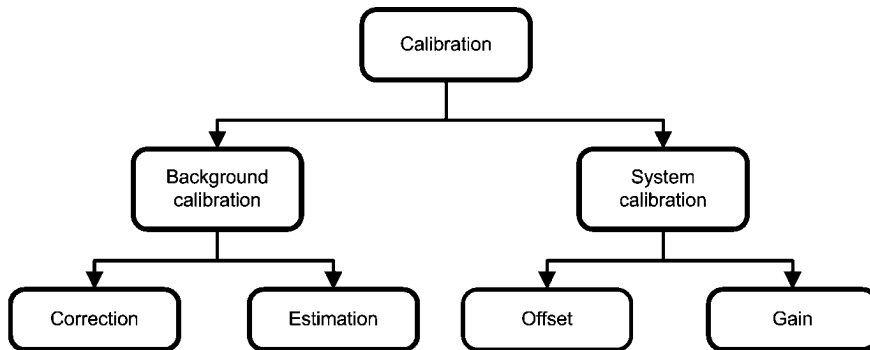 Calibration
Background
calibration
System
calibration
Correction
Estimation
Offset
Gain